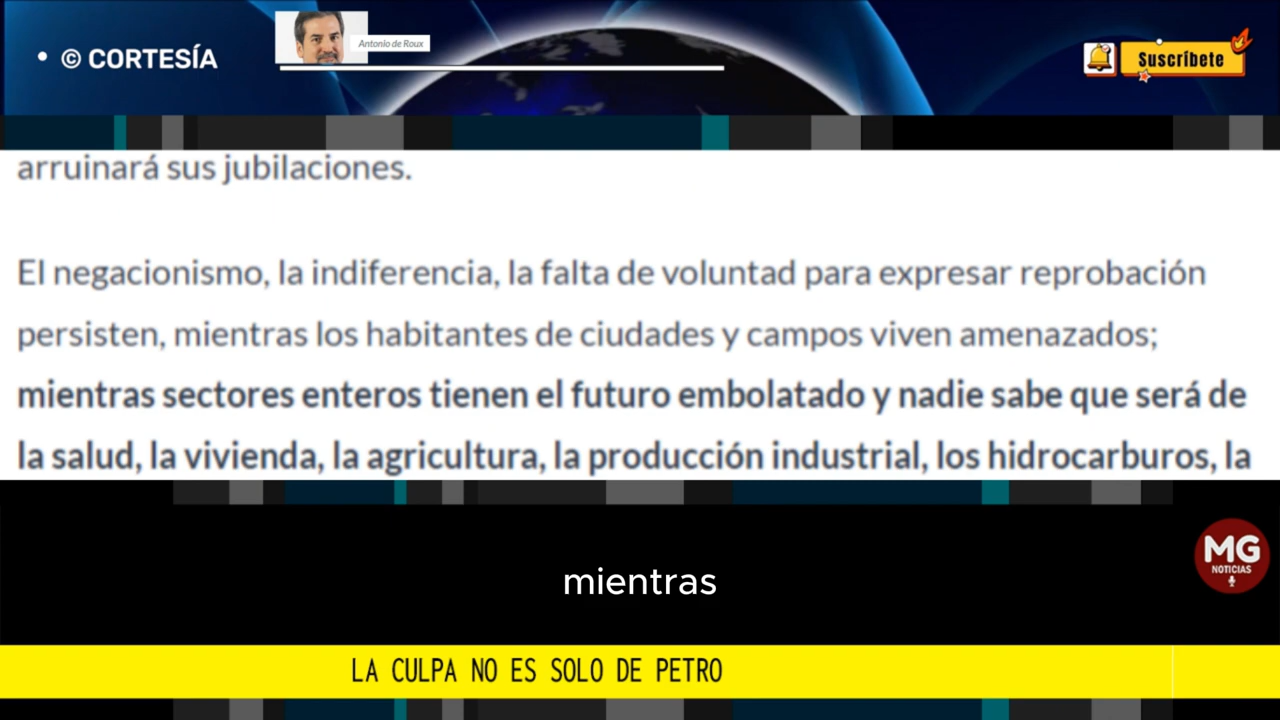 • © CORTESÍA
Antonio de Roux
Suscríbete
arruinará sus jubilaciones.
El negacionismo, la indiferencia, la falta de voluntad para expresar reprobación
persisten, mientras los habitantes de ciudades y campos viven amenazados;
mientras sectores enteros tienen el futuro embolatado y nadie sabe que será de
la salud, la vivienda, la agricultura, la producción industrial, los hidrocarburos, la
MG
NOTICIAS
mientras
LA CULPA NO ES SOLO DE PETRO